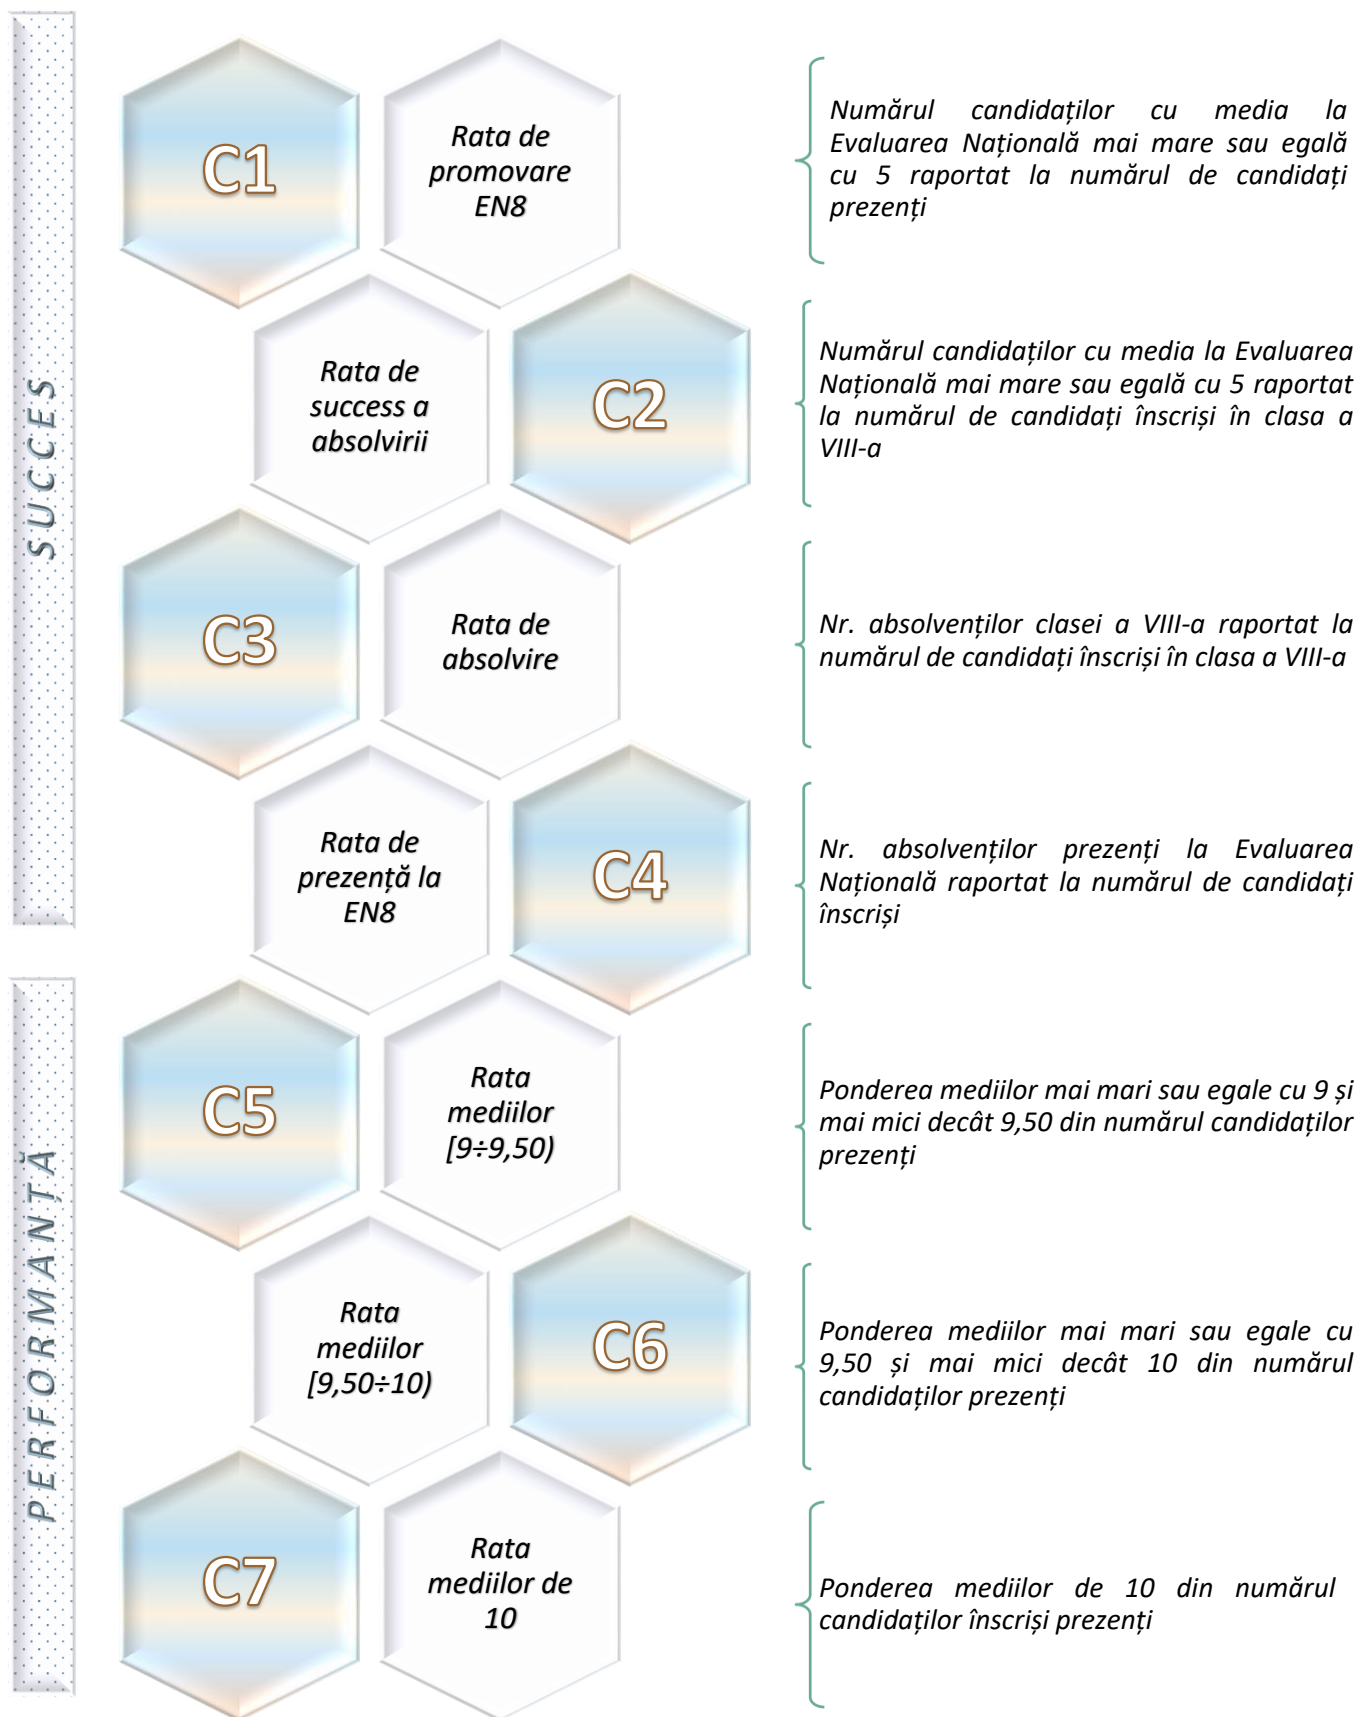 SUCCES
C1
Rata de
promovare
EN8
Numărul candidaților cu media la
Evaluarea Națională mai mare sau egală
cu 5 raportat la numărul de candidați
prezenți
Rata de
success a
absolvirii
C2
Numărul candidaților cu media la Evaluarea
Națională mai mare sau egală cu 5 raportat
la numărul de candidați înscriși în clasa a
VIII-a
C3
Rata de
absolvire
Nr. absolvenților clasei a VIII-a raportat la
numărul de candidați înscriși în clasa a VIII-a
Rata de
prezență la
EN8
C4
Nr. absolvenților prezenți la Evaluarea
Națională raportat la numărul de candidați
înscriși
PERFORMANȚĂ
C5
Rata
mediilor
[9÷9,50)
Ponderea mediilor mai mari sau egale cu 9 și
mai mici decât 9,50 din numărul candidaților
prezenți
Rata
mediilor
[9,50÷10)
C6
Ponderea mediilor mai mari sau egale cu
9,50 și mai mici decât 10 din numărul
candidaților prezenți
C7
Rata
mediilor de
10
Ponderea mediilor de 10 din numărul
candidaților înscriși prezenți